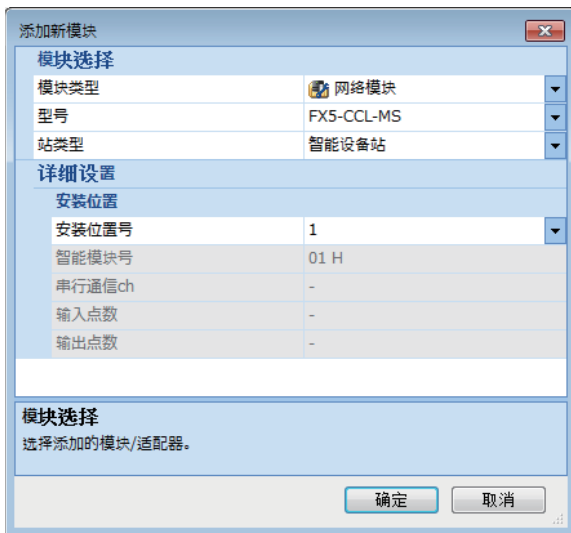 添加新模块
模块选择
模块类型 网络模块
型号 FX5-CCL-MS
站类型 智能设备站
详细设置
安装位置
安装位置号 1
智能模块号 01 H
串行通信ch -
输入点数 -
输出点数 -
模块选择
选择添加的模块/适配器。
确定 取消